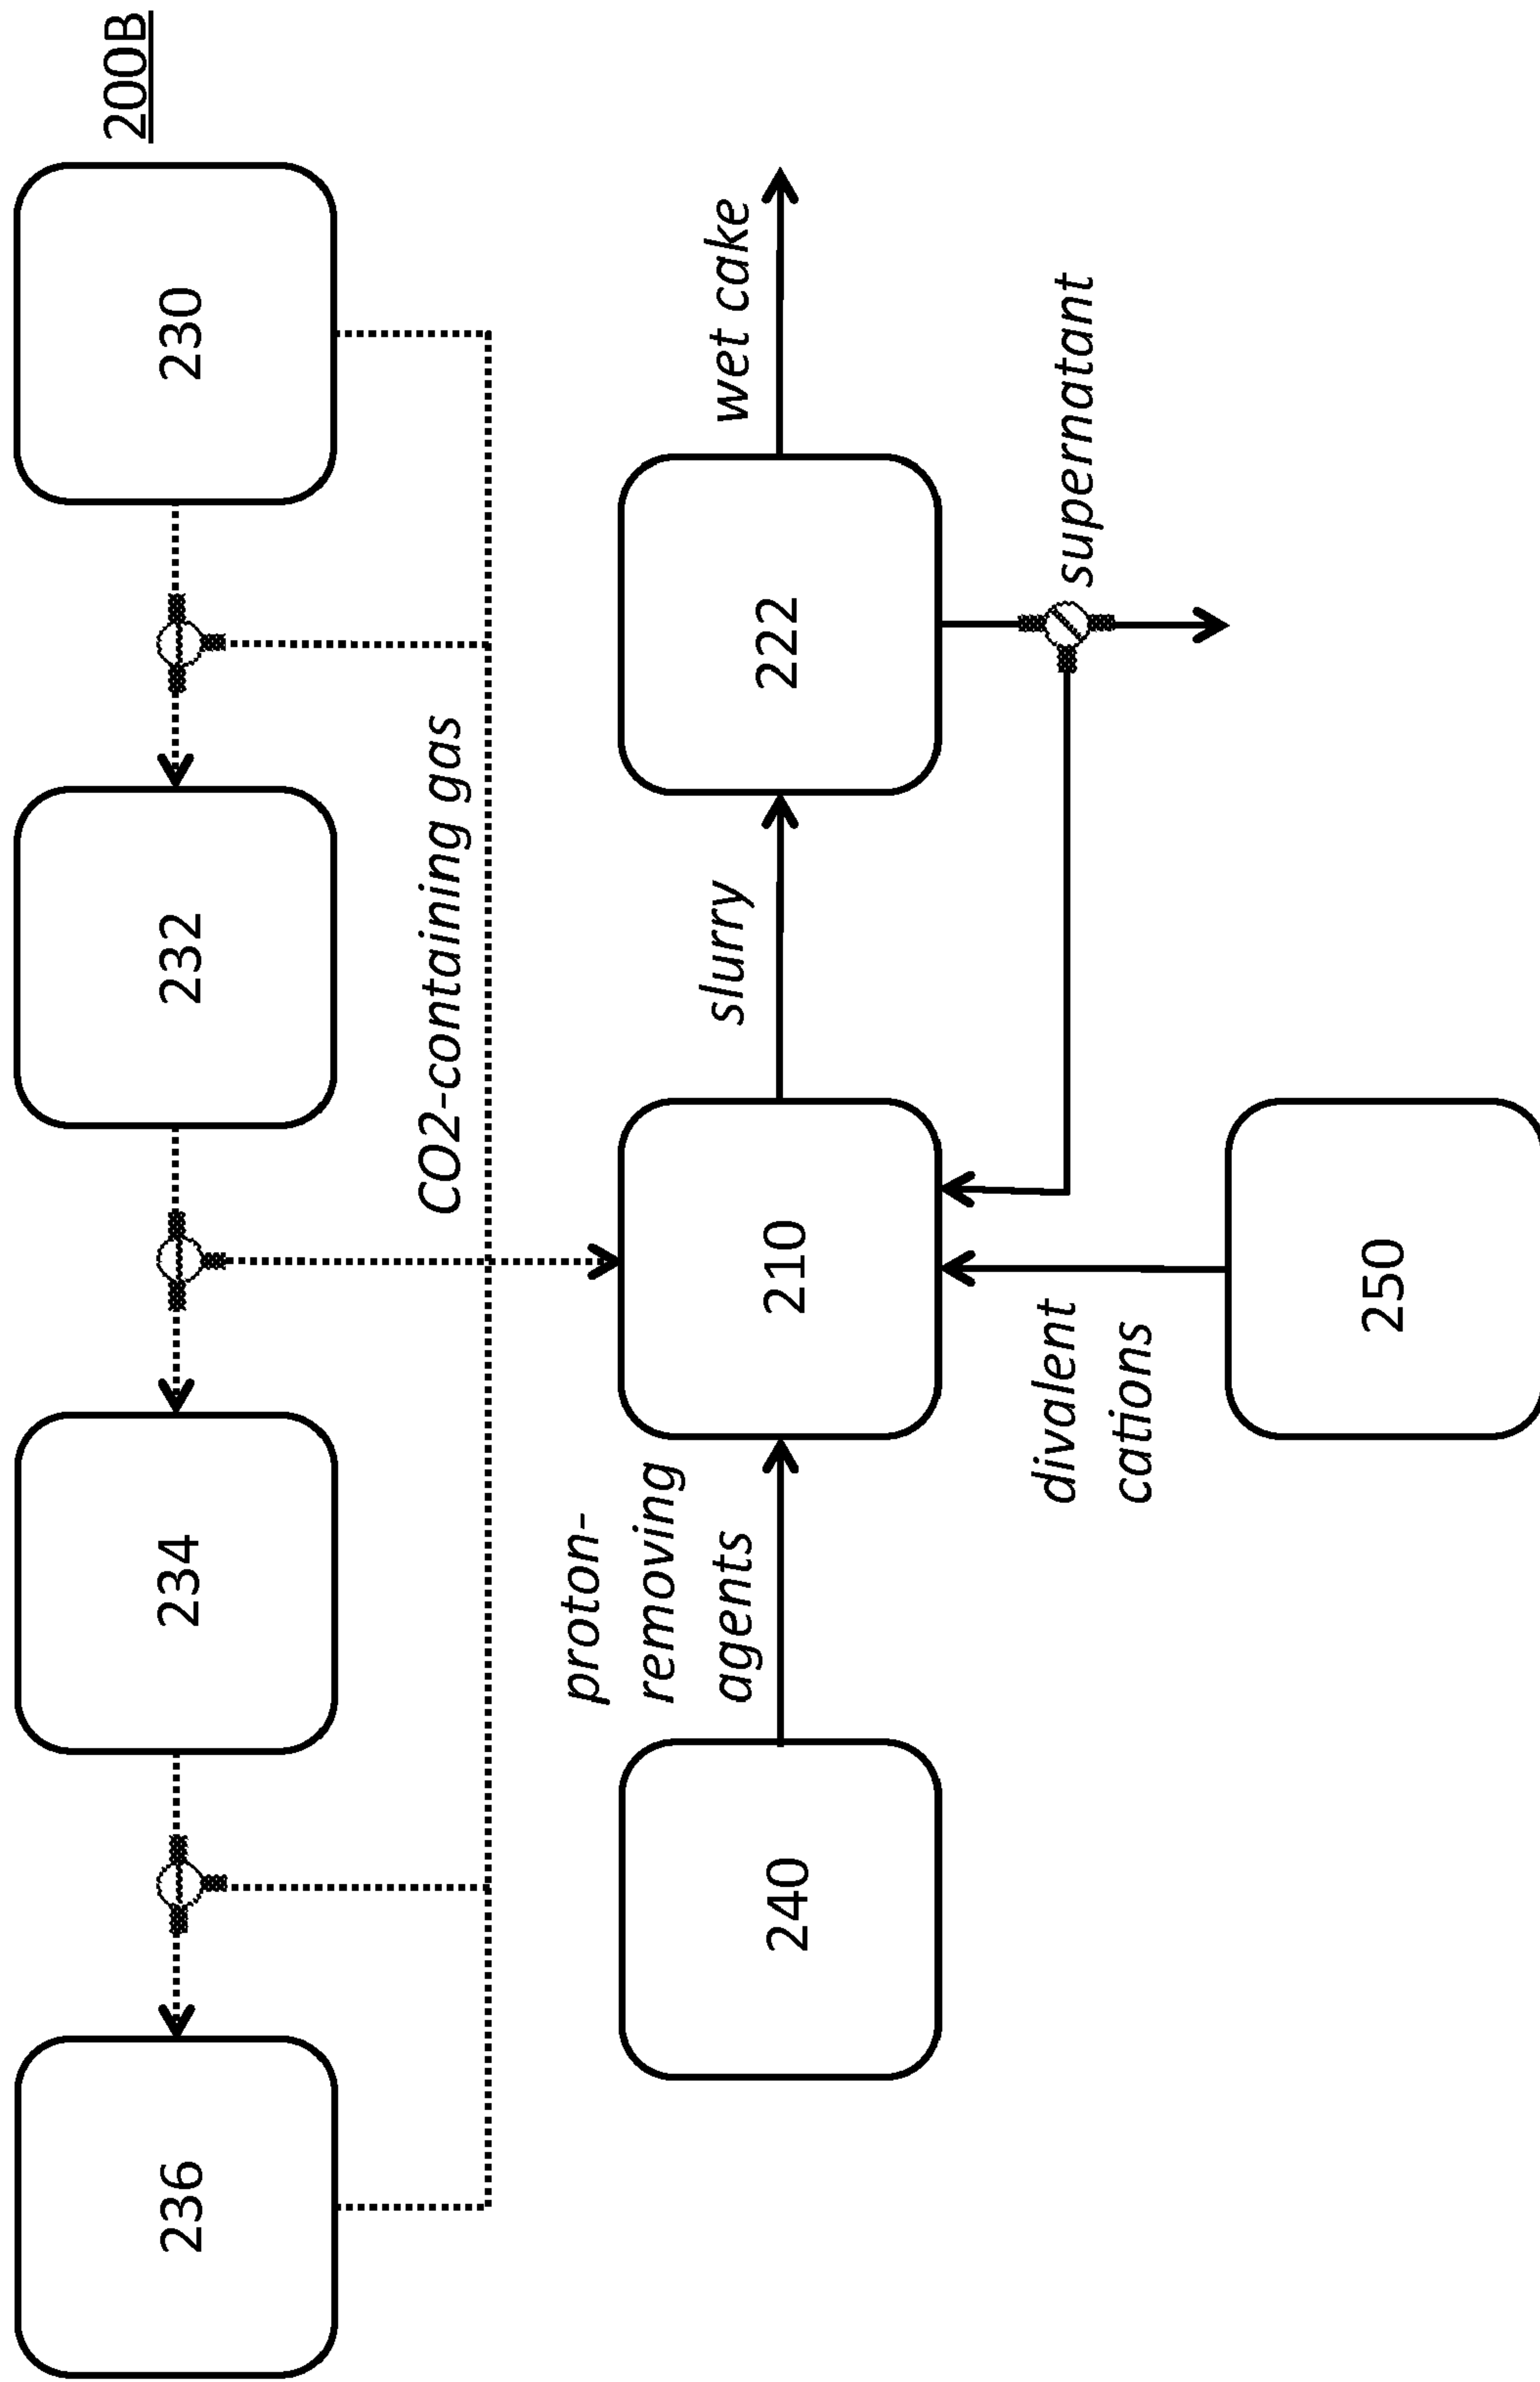 200B
236
234
232
230
CO2-containing gas
proton-
removing
agents
slurry
wet cake
240
210
222
divalent
cations
supernatant
250